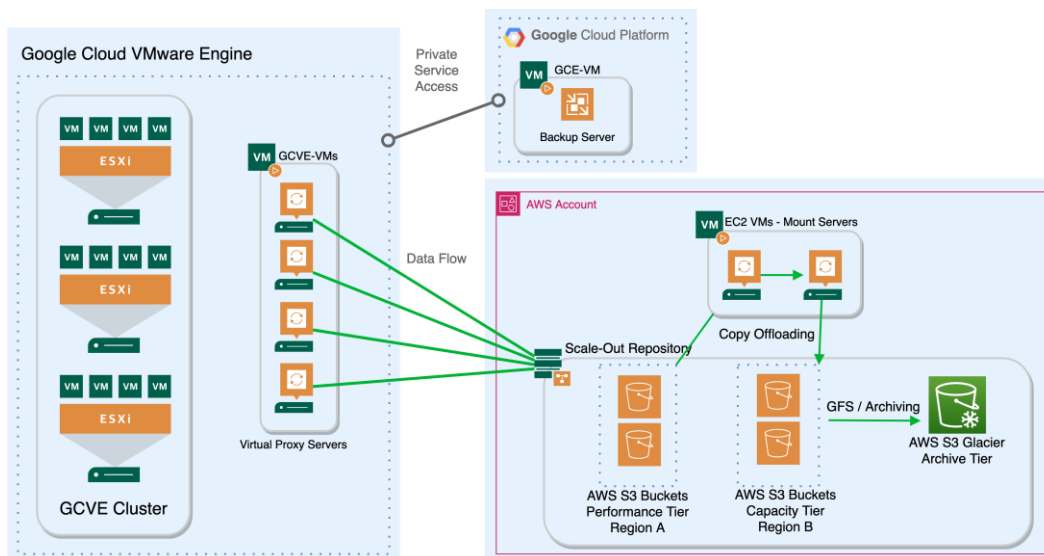 Google Cloud VMware Engine
VM VM VM VM
ESXi
VM VM VM VM
ESXi
VM VM VM VM
ESXi
GCVE Cluster
VM
GCVE-VMs
Virtual Proxy Servers
Private
Service
Access
Data Flow
Google Cloud Platform
VM
GCE-VM
Backup Server
AWS Account
VM
EC2 VMs - Mount Servers
Copy Offloading
Scale-Out Repository
AWS S3 Buckets
Performance Tier
Region A
AWS S3 Buckets
Capacity Tier
Region B
GFS / Archiving
AWS S3 Glacier
Archive Tier